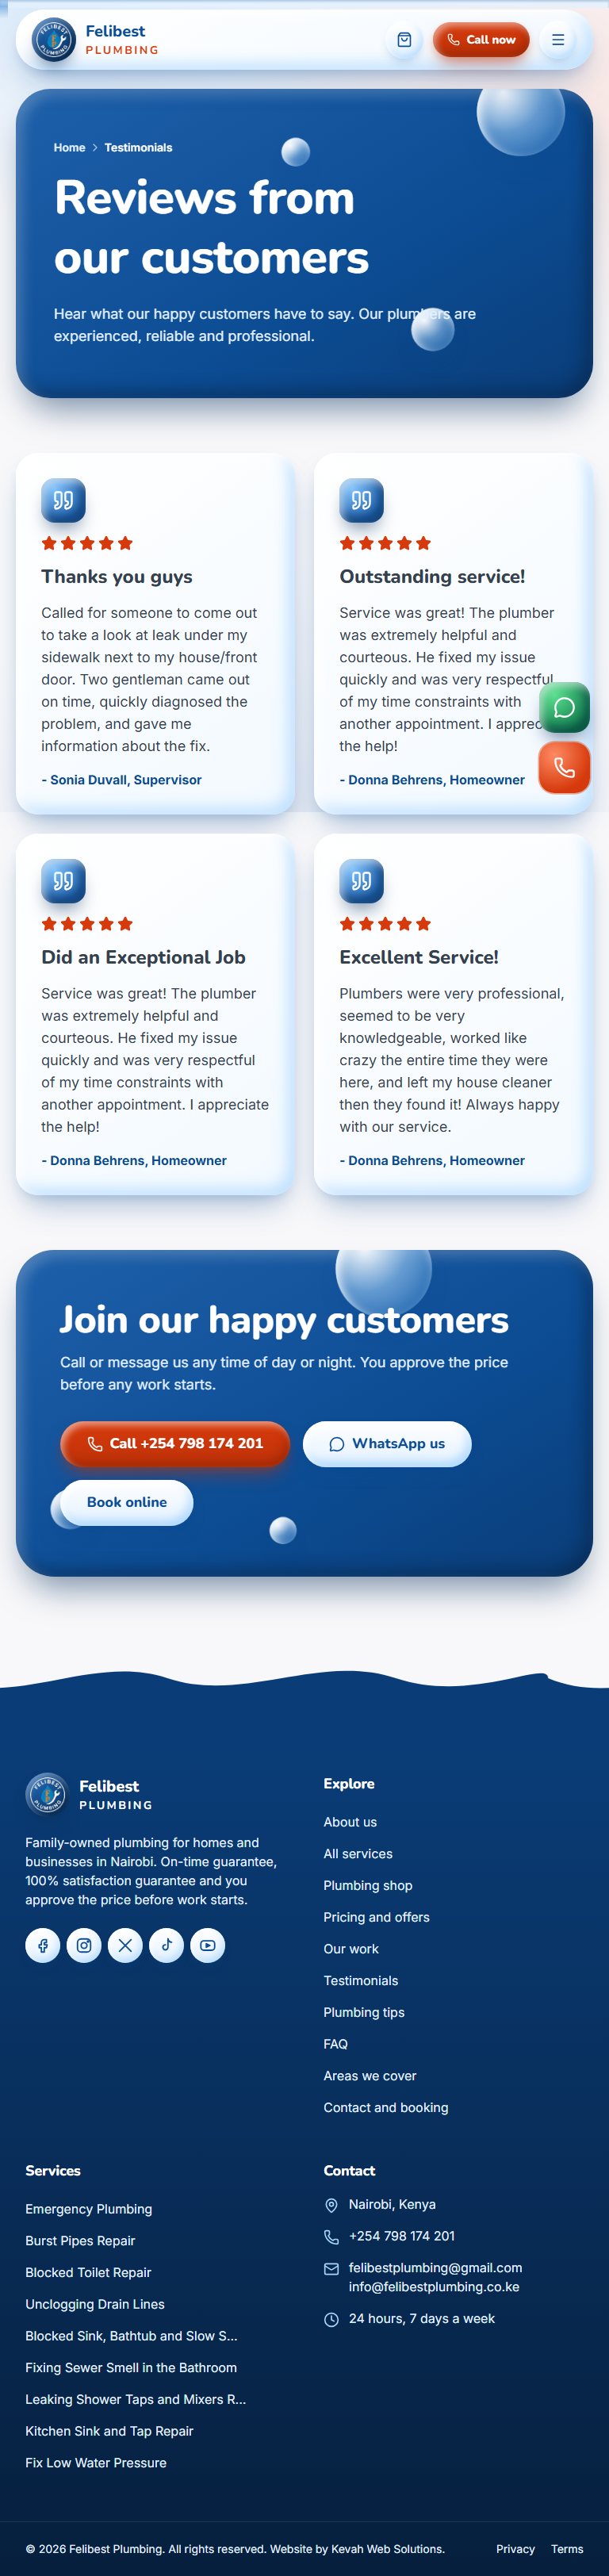 Felibest
PLUMBING
Call now
Home > Testimonials
Reviews from
our customers
Hear what our happy customers have to say. Our plumbers are
experienced, reliable and professional.
Thanks you guys
Called for someone to come out
to take a look at leak under my
sidewalk next to my house/front
door. Two gentleman came out
on time, quickly diagnosed the
problem, and gave me
information about the fix.
- Sonia Duvall, Supervisor
Outstanding service!
Service was great! The plumber
was extremely helpful and
courteous. He fixed my issue
quickly and was very respectful
of my time constraints with
another appointment. I apprec
the help!
- Donna Behrens, Homeowner
Did an Exceptional Job
Service was great! The plumber
was extremely helpful and
courteous. He fixed my issue
quickly and was very respectful
of my time constraints with
another appointment. I appreciate
the help!
- Donna Behrens, Homeowner
Excellent Service!
Plumbers were very professional,
seemed to be very
knowledgeable, worked like
crazy the entire time they were
here, and left my house cleaner
then they found it! Always happy
with our service.
- Donna Behrens, Homeowner
Join our happy customers
Call or message us any time of day or night. You approve the price
before any work starts.
Call +254 798 174 201
WhatsApp us
Book online
Felibest
PLUMBING
Family-owned plumbing for homes and
businesses in Nairobi. On-time guarantee,
100% satisfaction guarantee and you
approve the price before work starts.
Explore
About us
All services
Plumbing shop
Pricing and offers
Our work
Testimonials
Plumbing tips
FAQ
Areas we cover
Contact and booking
Services
Emergency Plumbing
Burst Pipes Repair
Blocked Toilet Repair
Unclogging Drain Lines
Blocked Sink, Bathtub and Slow S...
Fixing Sewer Smell in the Bathroom
Leaking Shower Taps and Mixers R...
Kitchen Sink and Tap Repair
Fix Low Water Pressure
Contact
Nairobi, Kenya
+254 798 174 201
felibestplumbing@gmail.com
info@felibestplumbing.co.ke
24 hours, 7 days a week
© 2026 Felibest Plumbing. All rights reserved. Website by Kevah Web Solutions.
Privacy
Terms